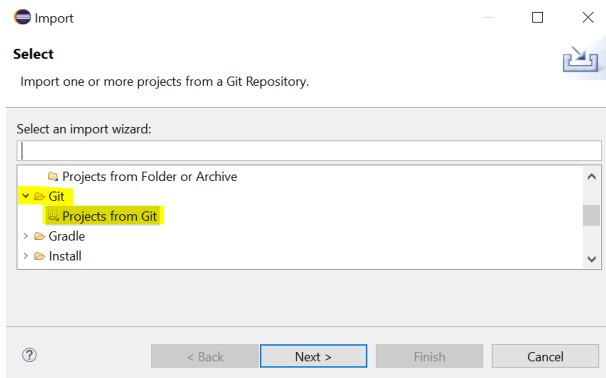 Import
Select
Import one or more projects from a Git Repository.
Select an import wizard:
Projects from Folder or Archive
Git
Projects from Git
Gradle
Install
?
< Back
Next >
Finish
Cancel